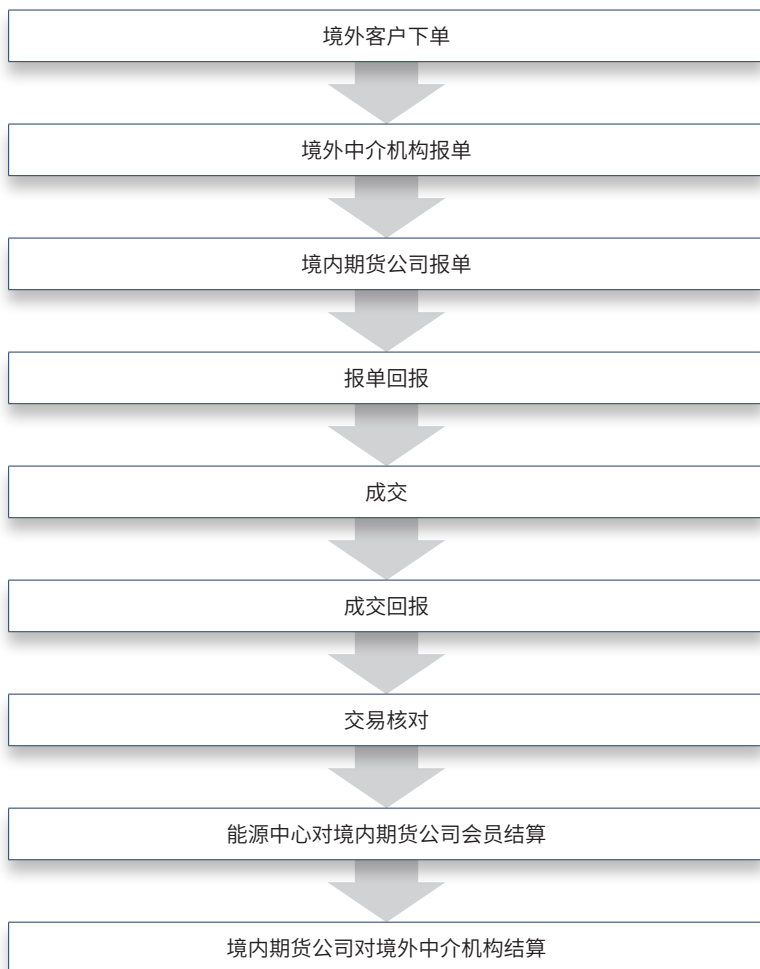 境外客户下单
境外中介机构报单
境内期货公司报单
报单回报
成交
成交回报
交易核对
能源中心对境内期货公司会员结算
境内期货公司对境外中介机构结算